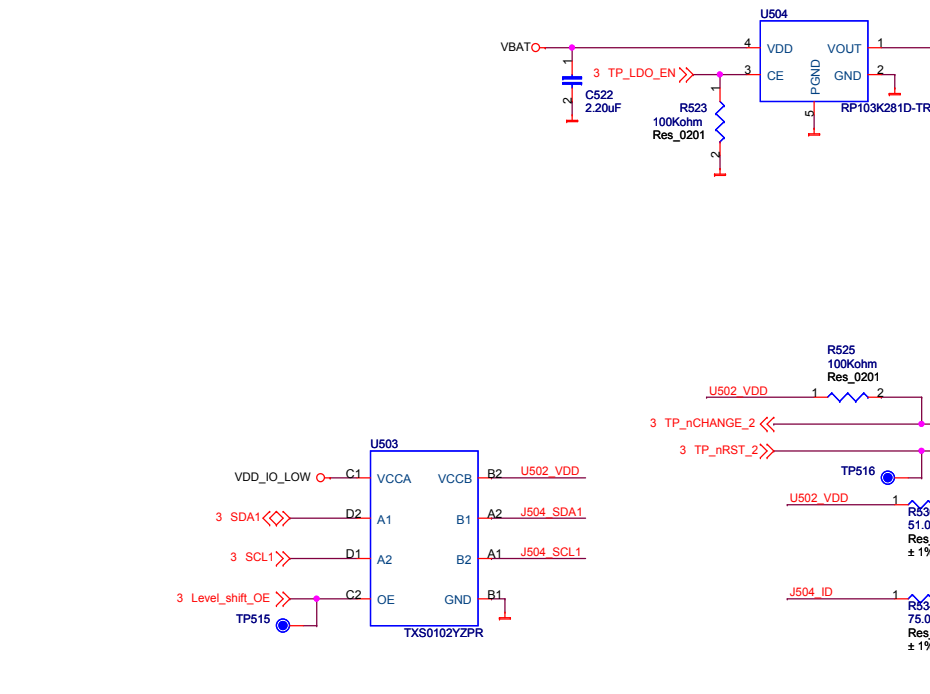 U504
VBAT
4
VDD
VOUT
1
3 TP_LDO_EN
3
CE
PGND
GND
2
1
2
C522
2.20uF
1
R523
100Kohm
Res_0201
2
5
RP103K281D-TR
R525
100Kohm
Res_0201
U502_VDD
1
2
3 TP_nCHANGE_2
3 TP_nRST_2
TP516
U502_VDD
1
R53
51.0
Res_
± 1%
J504_ID
1
R53
75.0
Res_
± 1%
U503
VDD_IO_LOW
C1
VCCA
VCCB
B2
U502_VDD
3 SDA1
D2
A1
B1
A2
J504_SDA1
3 SCL1
D1
A2
B2
A1
J504_SCL1
3 Level_shift_OE
C2
OE
GND
B1
TP515
TXS0102YZPR